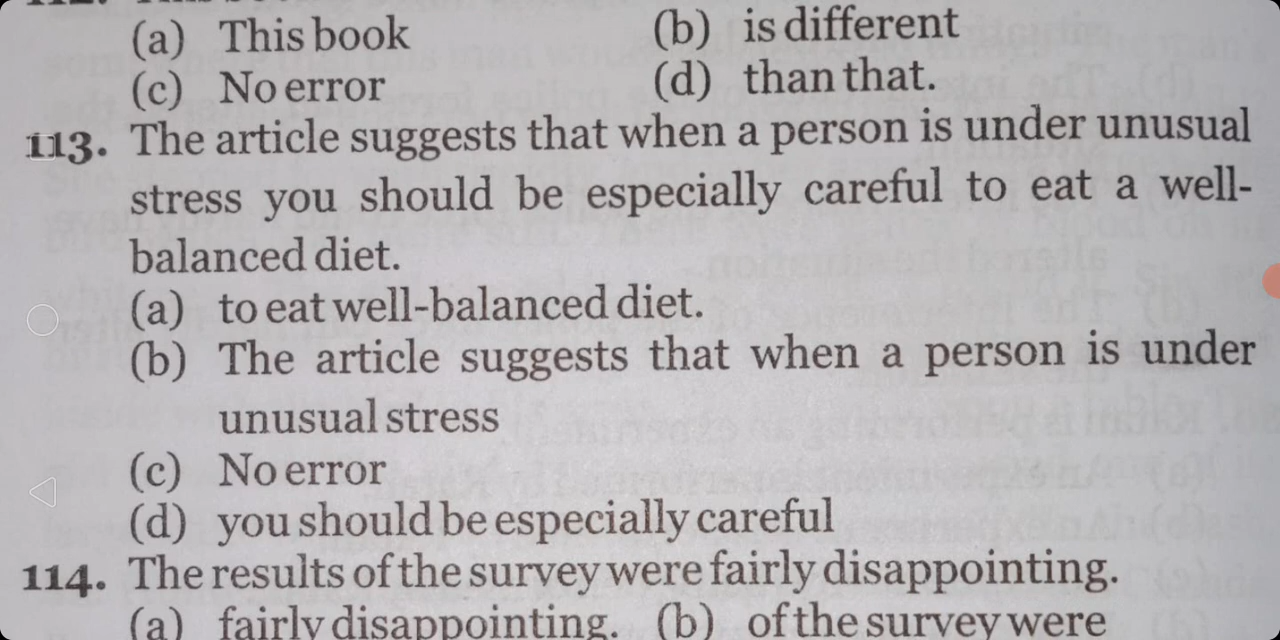 (a) This book (b) is different
(c) No error (d) than that.
113. The article suggests that when a person is under unusual
stress you should be especially careful to eat a well-
balanced diet.
(a) to eat well-balanced diet.
(b) The article suggests that when a person is under
unusual stress
(c) No error
(d) you should be especially careful
114. The results of the survey were fairly disappointing.
(a) fairly disappointing. (b) of the survey were